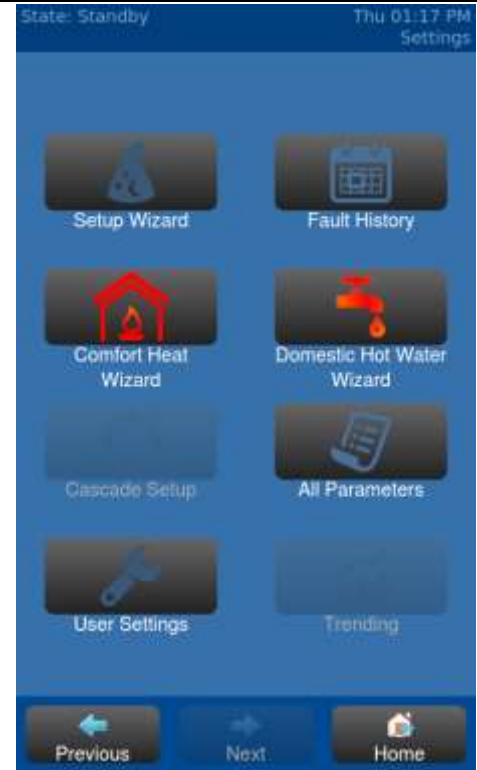 State: Standby
Thu 01:17 PM
Settings
Setup Wizard
Fault History
Comfort Heat
Wizard
Domestic Hot Water
Wizard
Cascade Setup
All Parameters
User Settings
Trending
Previous
Next
Home